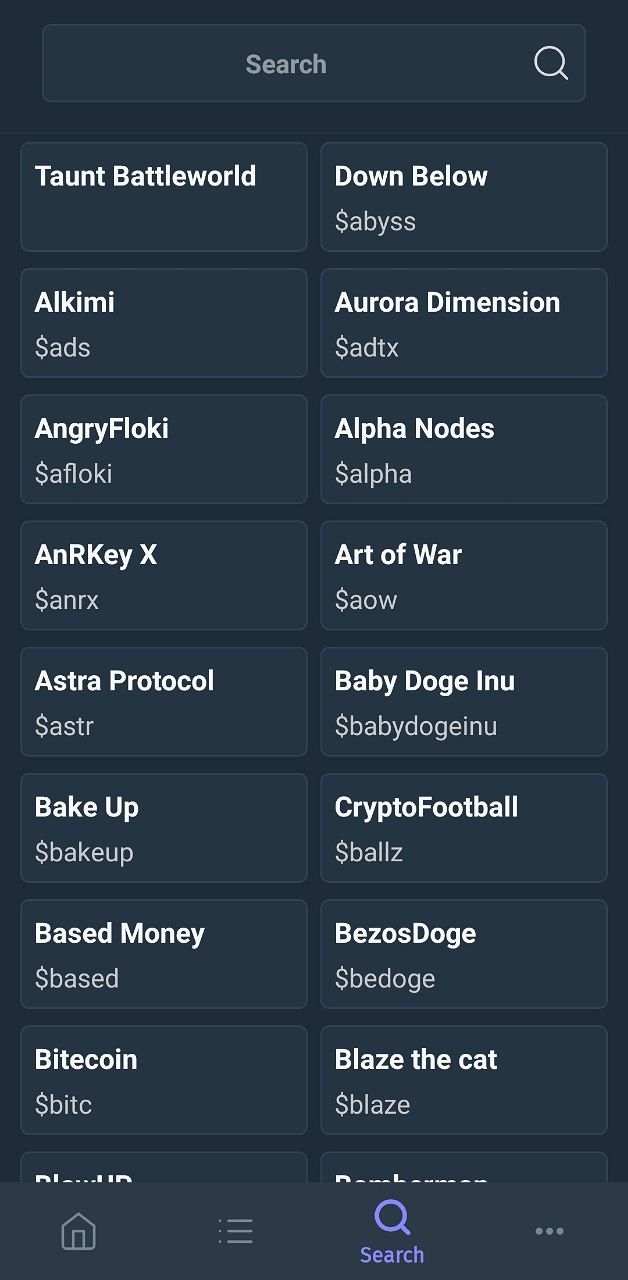 Search
Taunt Battleworld
Down Below
$abyss
Alkimi
$ads
Aurora Dimension
$adtx
AngryFloki
$afloki
Alpha Nodes
$alpha
AnRKey X
$anrx
Art of War
$aow
Astra Protocol
$astr
Baby Doge Inu
$babydogeinu
Bake Up
$bakeup
CryptoFootball
$ballz
Based Money
$based
BezosDoge
$bedoge
Bitecoin
$bitc
Blaze the cat
$blaze
BlowUP
Bomberman
Search